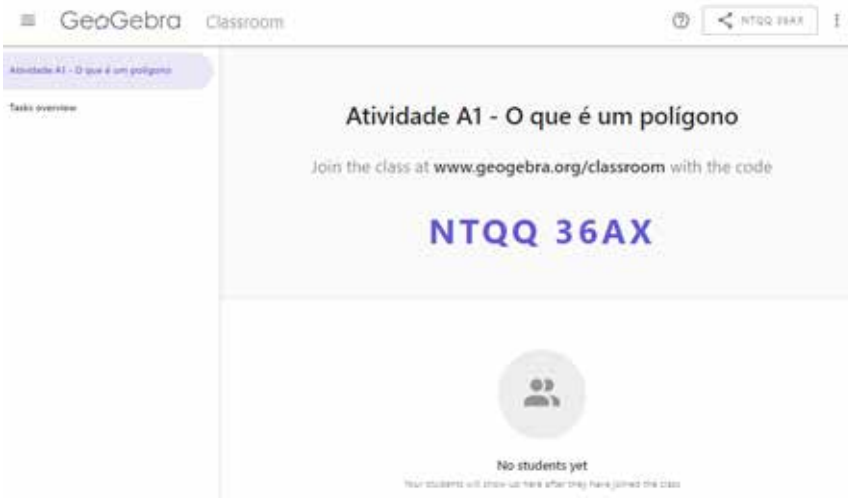 GeoGebra Classroom
NTQQ 36AX
Atividade A1 - O que é um polígono
Tasks overview
Atividade A1 - O que é um polígono
Join the class at www.geogebra.org/classroom with the code
NTQQ 36AX
No students yet
Your students will show up here after they have joined the class